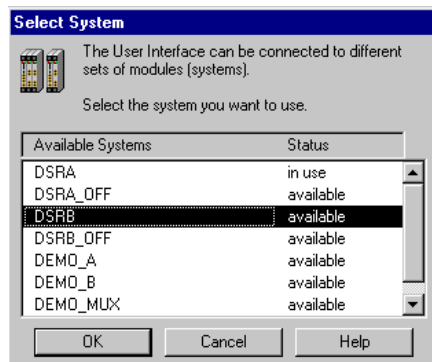 Select System
The User Interface can be connected to different
sets of modules (systems).
Select the system you want to use.
Available Systems Status
DSRA in use
DSRA_OFF available
DSRB available
DSRB_OFF available
DEMO_A available
DEMO_B available
DEMO_MUX available
OK Cancel Help